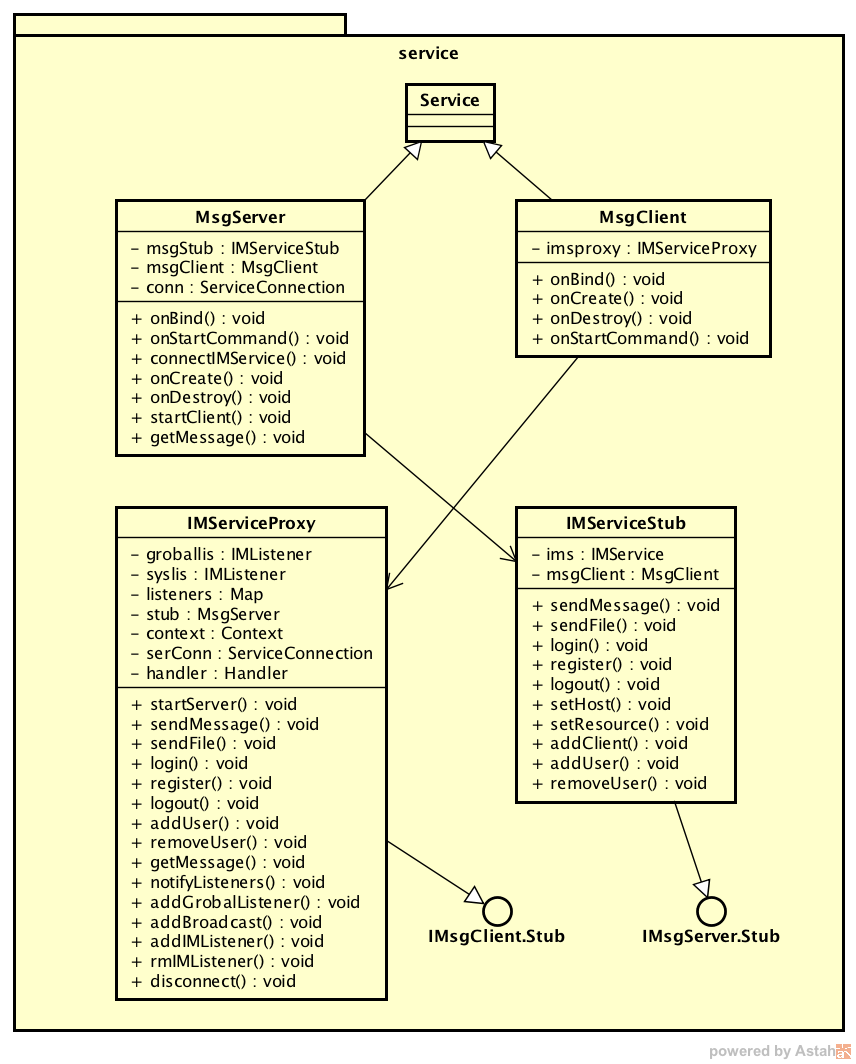 service
Service
MsgServer
- msgStub : IMServiceStub
- msgClient : MsgClient
- conn : ServiceConnection
+ onBind() : void
+ onStartCommand() : void
+ connectIMService() : void
+ onCreate() : void
+ onDestroy() : void
+ startClient() : void
+ getMessage() : void
MsgClient
- imsproxy : IMServiceProxy
+ onBind() : void
+ onCreate() : void
+ onDestroy() : void
+ onStartCommand() : void
IMServiceProxy
- groballis : IMListener
- syslis : IMListener
- listeners : Map
- stub : MsgServer
- context : Context
- serConn : ServiceConnection
- handler : Handler
+ startServer() : void
+ sendMessage() : void
+ sendFile() : void
+ login() : void
+ register() : void
+ logout() : void
+ addUser() : void
+ removeUser() : void
+ getMessage() : void
+ notifyListeners() : void
+ addGrobalListener() : void
+ addBroadcast() : void
+ addIMListener() : void
+ rmIMListener() : void
+ disconnect() : void
IMServiceStub
- ims : IMService
- msgClient : MsgClient
+ sendMessage() : void
+ sendFile() : void
+ login() : void
+ register() : void
+ logout() : void
+ setHost() : void
+ setResource() : void
+ addClient() : void
+ addUser() : void
+ removeUser() : void
IMsgClient.Stub
IMsgServer.Stub
powered by Astah